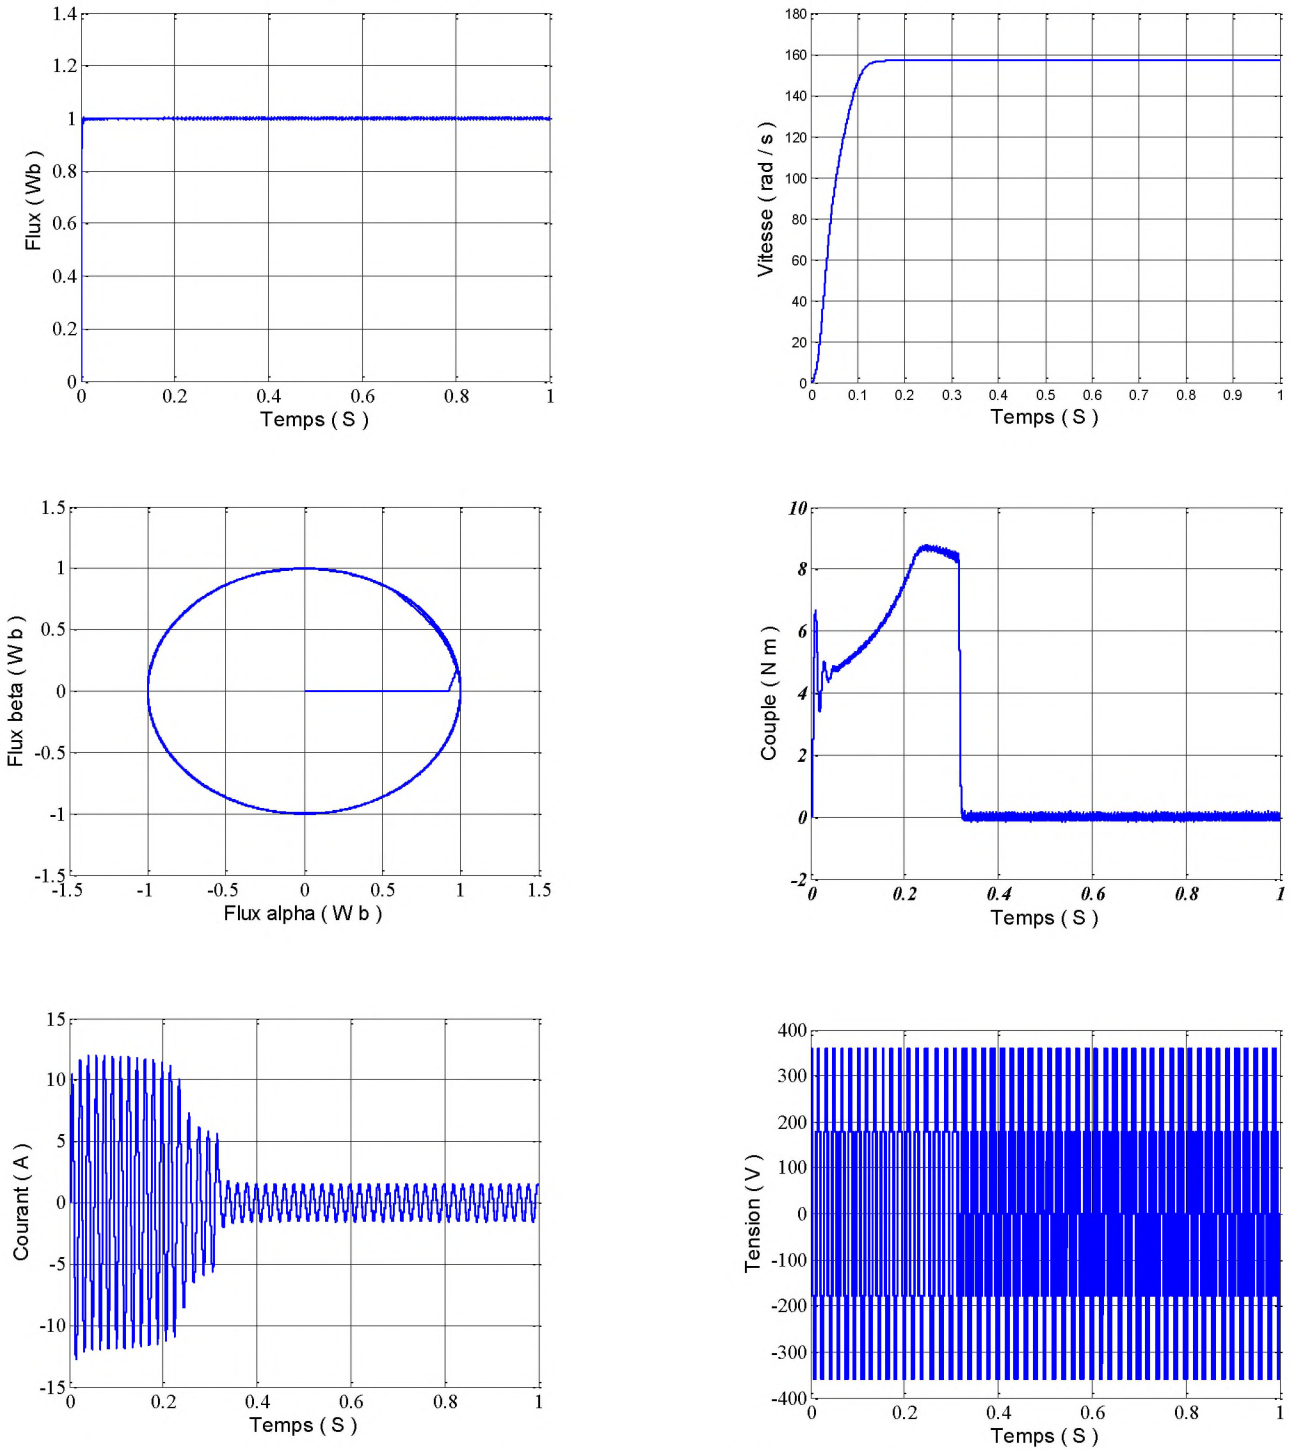 1.4
1.2
1
0.8
0.6
0.4
0.2
0
0 0.2 0.4 0.6 0.8 1
Flux ( Wb )
Temps ( S )
180
160
140
120
100
80
60
40
20
0
0 0.1 0.2 0.3 0.4 0.5 0.6 0.7 0.8 0.9 1
Vitesse ( rad / s )
Temps ( S )
1.5
1
0.5
0
-0.5
-1
-1.5
-1.5 -1 -0.5 0 0.5 1 1.5
Flux beta ( W b )
Flux alpha ( W b )
10
8
6
4
2
0
-2
0 0.2 0.4 0.6 0.8 1
Couple ( N m )
Temps ( S )
15
10
5
0
-5
-10
-15
0 0.2 0.4 0.6 0.8 1
Courant ( A )
Temps ( S )
400
300
200
100
0
-100
-200
-300
-400
0 0.2 0.4 0.6 0.8 1
Tension ( V )
Temps ( S )